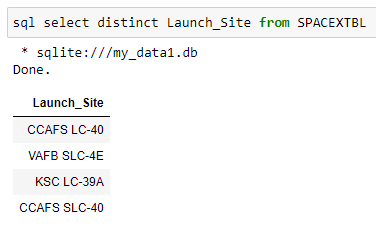 sql select distinct Launch_Site from SPACEXTBL
* sqlite:///my_data1.db
Done.
Launch_Site
CCAFS LC-40
VAFB SLC-4E
KSC LC-39A
CCAFS SLC-40